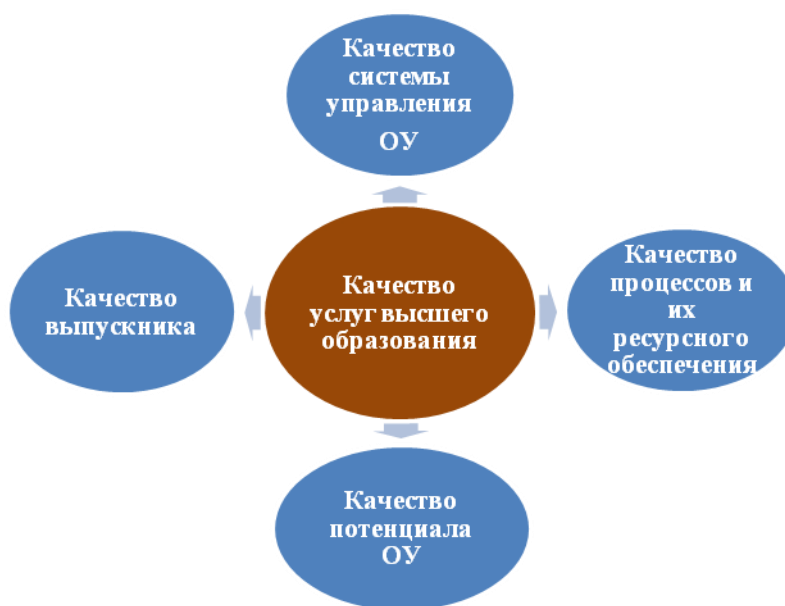 Качество
системы
управления
ОУ
Качество
выпускника
Качество
услуг высшего
образования
Качество
процессов и
их
ресурсного
обеспечения
Качество
потенциала
ОУ